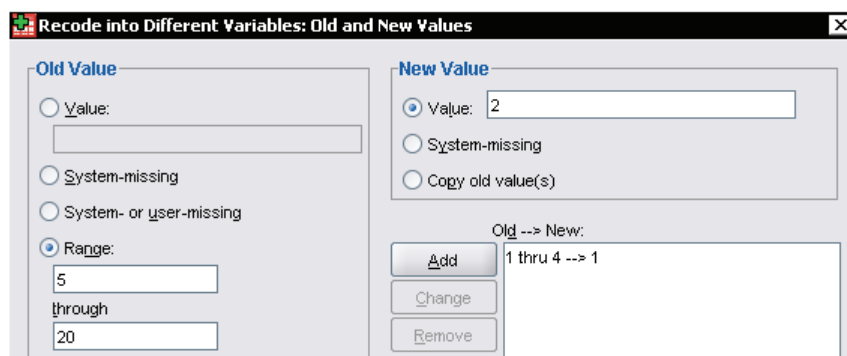 Recode into Different Variables: Old and New Values
Old Value
Value:
System-missing
System- or user-missing
Range:
5
through
20
New Value
Value: 2
System-missing
Copy old value(s)
Old --> New:
Add
1 thru 4 --> 1
Change
Remove